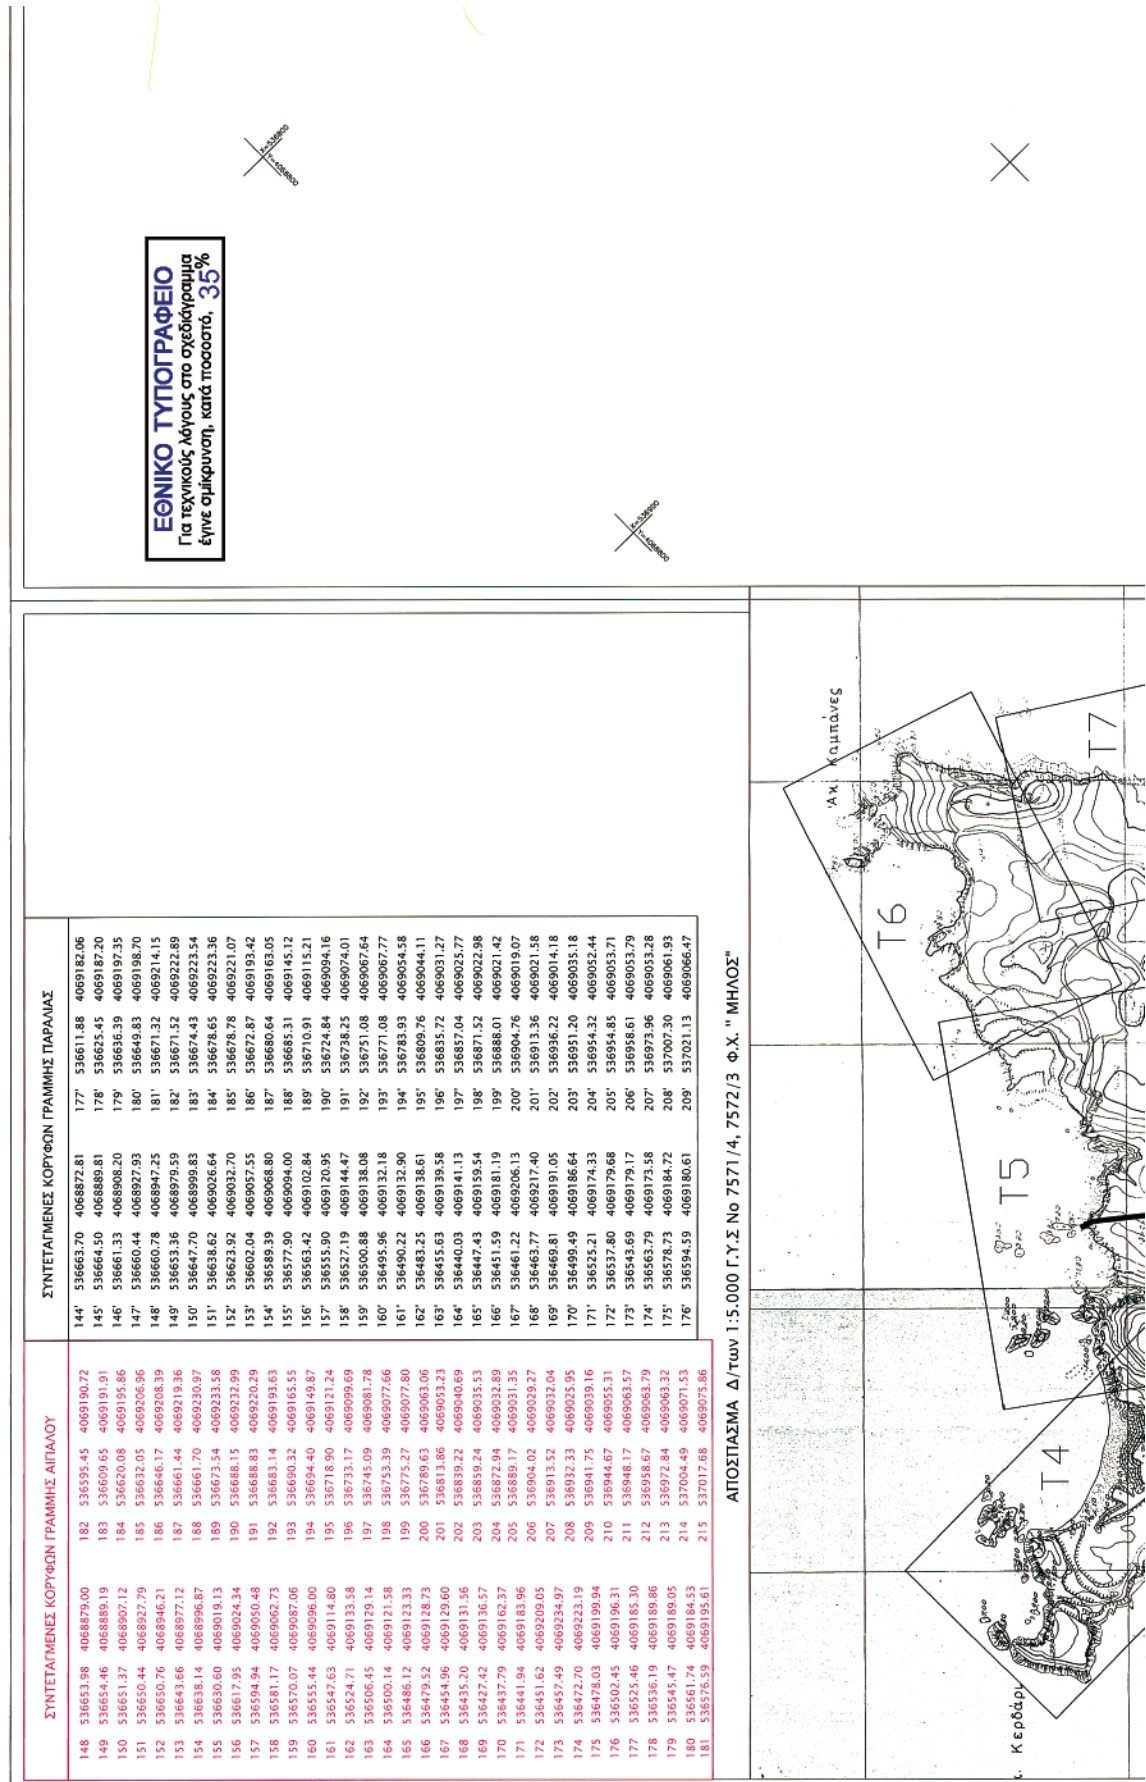 ΕΘΝΙΚΟ ΤΥΠΟΓΡΑΦΕΙΟ
Για τεχνικούς λόγους στο σχεδιάγραμμα
έγινε σμίκρυνση, κατά ποσοστό, 35%
X=536800
Y=4068800
X=536900
Y=4068800
ΣΥΝΤΕΤΑΓΜΕΝΕΣ ΚΟΡΥΦΩΝ ΓΡΑΜΜΗΣ ΑΙΓΙΑΛΟΥ
148 536653.98 4068879.00 182 536595.45 4069190.72
149 536654.46 4068889.19 183 536609.65 4069191.91
150 536651.37 4068907.12 184 536620.08 4069195.86
151 536650.44 4068927.79 185 536632.05 4069206.96
152 536650.76 4068946.21 186 536646.17 4069208.39
153 536643.66 4068977.12 187 536661.44 4069219.36
154 536638.14 4068996.87 188 536661.70 4069230.97
155 536630.60 4069019.13 189 536673.54 4069233.58
156 536617.95 4069024.34 190 536688.15 4069232.99
157 536594.94 4069050.48 191 536688.83 4069220.29
158 536581.17 4069062.73 192 536683.14 4069193.63
159 536570.07 4069087.06 193 536690.32 4069165.55
160 536555.44 4069096.00 194 536694.40 4069149.87
161 536547.63 4069114.80 195 536718.90 4069121.24
162 536524.71 4069133.58 196 536733.17 4069099.69
163 536506.45 4069129.14 197 536745.09 4069081.78
164 536500.14 4069121.58 198 536753.39 4069077.66
165 536486.12 4069123.33 199 536775.27 4069077.80
166 536479.52 4069128.73 200 536789.63 4069063.06
167 536454.96 4069129.60 201 536813.86 4069053.23
168 536435.20 4069131.56 202 536839.22 4069040.69
169 536427.42 4069136.57 203 536859.24 4069035.53
170 536437.79 4069162.37 204 536872.94 4069032.89
171 536441.94 4069183.96 205 536889.17 4069031.35
172 536451.62 4069209.05 206 536904.02 4069029.27
173 536457.49 4069234.97 207 536913.52 4069032.04
174 536472.70 4069223.19 208 536932.33 4069025.95
175 536478.03 4069199.94 209 536941.75 4069039.16
176 536502.45 4069196.31 210 536944.67 4069055.31
177 536525.46 4069185.30 211 536948.17 4069063.57
178 536536.19 4069189.86 212 536958.67 4069063.79
179 536545.47 4069189.05 213 536972.84 4069063.32
180 536561.74 4069184.53 214 537004.49 4069071.53
181 536576.59 4069195.61 215 537017.68 4069075.86
ΣΥΝΤΕΤΑΓΜΕΝΕΣ ΚΟΡΥΦΩΝ ΓΡΑΜΜΗΣ ΠΑΡΑΛΙΑΣ
144' 536663.70 4068872.81 177' 536611.88 4069182.06
145' 536664.50 4068889.81 178' 536625.45 4069187.20
146' 536661.33 4068908.20 179' 536636.39 4069197.35
147' 536660.44 4068927.93 180' 536649.83 4069198.70
148' 536660.78 4068947.25 181' 536671.32 4069214.15
149' 536653.36 4068979.59 182' 536671.52 4069222.89
150' 536647.70 4068999.83 183' 536674.43 4069223.54
151' 536638.62 4069026.64 184' 536678.65 4069223.36
152' 536623.92 4069032.70 185' 536678.78 4069221.07
153' 536602.04 4069057.55 186' 536672.87 4069193.42
154' 536589.39 4069068.80 187' 536680.64 4069163.05
155' 536577.90 4069094.00 188' 536685.31 4069145.12
156' 536563.42 4069102.84 189' 536710.91 4069115.21
157' 536555.90 4069120.95 190' 536724.84 4069094.16
158' 536527.19 4069144.47 191' 536738.25 4069074.01
159' 536500.88 4069138.08 192' 536751.08 4069067.64
160' 536495.96 4069132.18 193' 536771.08 4069067.77
161' 536490.22 4069132.90 194' 536783.93 4069054.58
162' 536483.25 4069138.61 195' 536809.76 4069044.11
163' 536455.63 4069139.58 196' 536835.72 4069031.27
164' 536440.03 4069141.13 197' 536857.04 4069025.77
165' 536447.43 4069159.54 198' 536871.52 4069022.98
166' 536451.59 4069181.19 199' 536888.01 4069021.42
167' 536461.22 4069206.13 200' 536904.76 4069019.07
168' 536463.77 4069217.40 201' 536913.36 4069021.58
169' 536469.81 4069191.05 202' 536936.22 4069014.18
170' 536499.49 4069186.64 203' 536951.20 4069035.18
171' 536525.21 4069174.33 204' 536954.32 4069052.44
172' 536537.80 4069179.68 205' 536954.85 4069053.71
173' 536543.69 4069179.17 206' 536958.61 4069053.79
174' 536563.79 4069173.58 207' 536973.96 4069053.28
175' 536578.73 4069184.72 208' 537007.30 4069061.93
176' 536594.59 4069180.61 209' 537021.13 4069066.47
ΑΠΟΣΠΑΣΜΑ Δ/των 1:5.000 Γ.Υ.Σ Νο 7571/4, 7572/3 Φ.Χ." ΜΗΛΟΣ"
Ἀκ. Καμπάνες
T6
T7
T5
T4
Κερδάρι